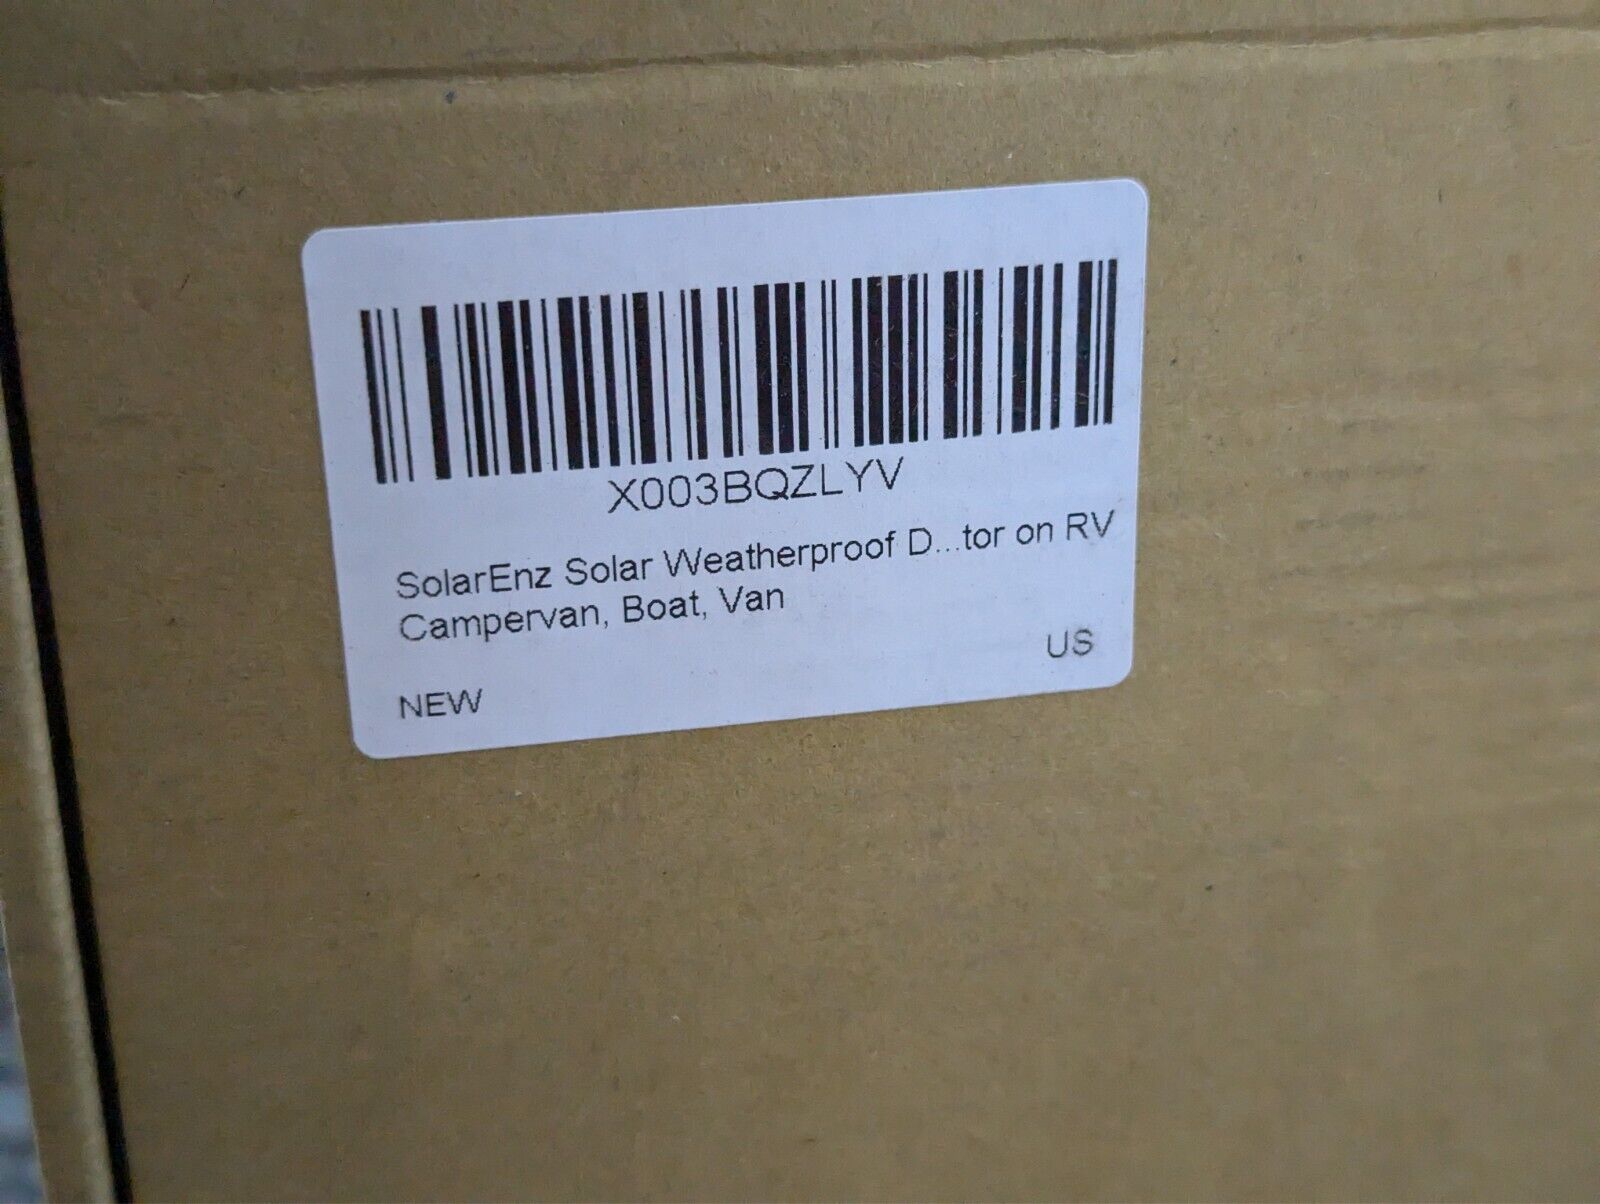 X003BQZLYV
SolarEnz Solar Weatherproof D...tor on RV
Campervan, Boat, Van
US
NEW